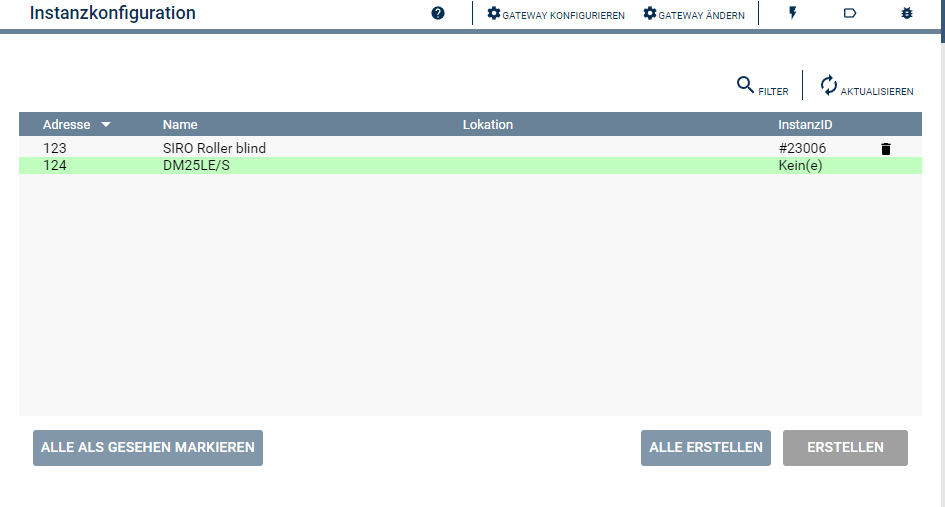 Instanzkonfiguration
GATEWAY KONFIGURIEREN
GATEWAY ÄNDERN
FILTER
AKTUALISIEREN
Adresse Name Lokation InstanzID
123 SIRO Roller blind #23006
124 DM25LE/S Kein(e)
ALLE ALS GESEHEN MARKIEREN
ALLE ERSTELLEN
ERSTELLEN